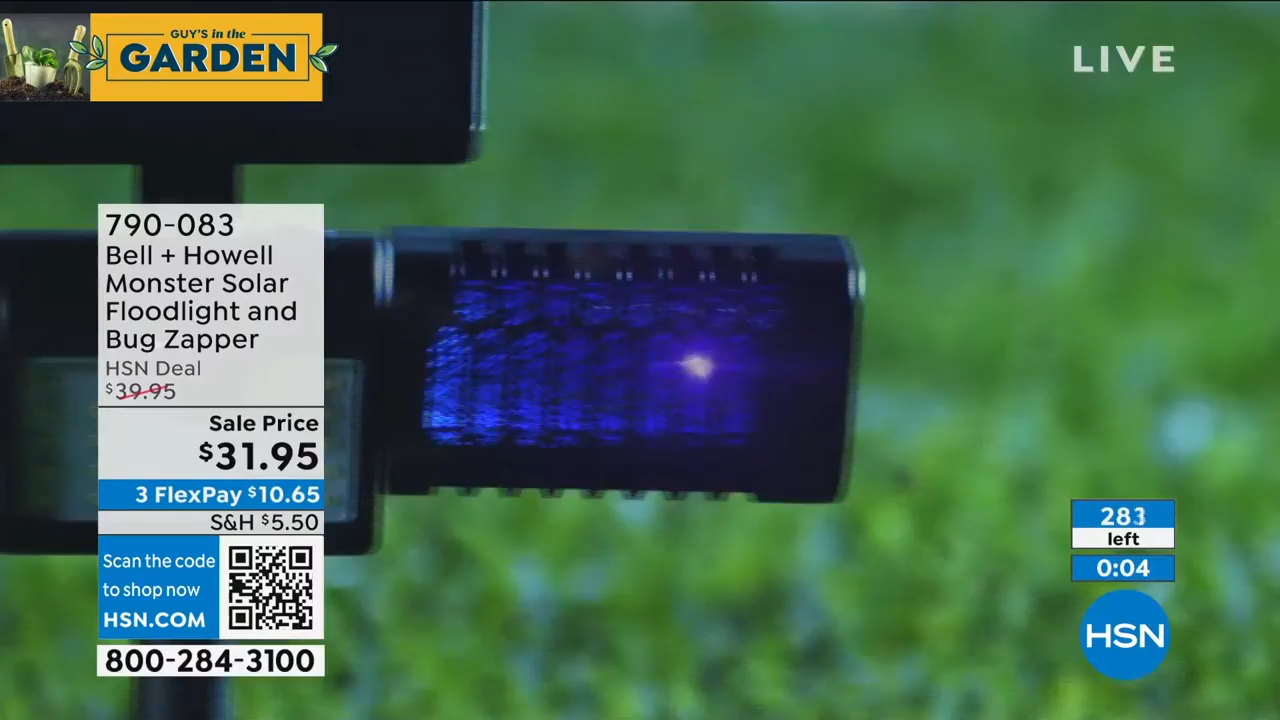 GUY'S in the
GARDEN
LIVE
790-083
Bell + Howell
Monster Solar
Floodlight and
Bug Zapper
HSN Deal
$39.95
Sale Price
$31.95
3 FlexPay $10.65
S&H $5.50
Scan the code
to shop now
HSN.COM
800-284-3100
283
left
0:04
HSN